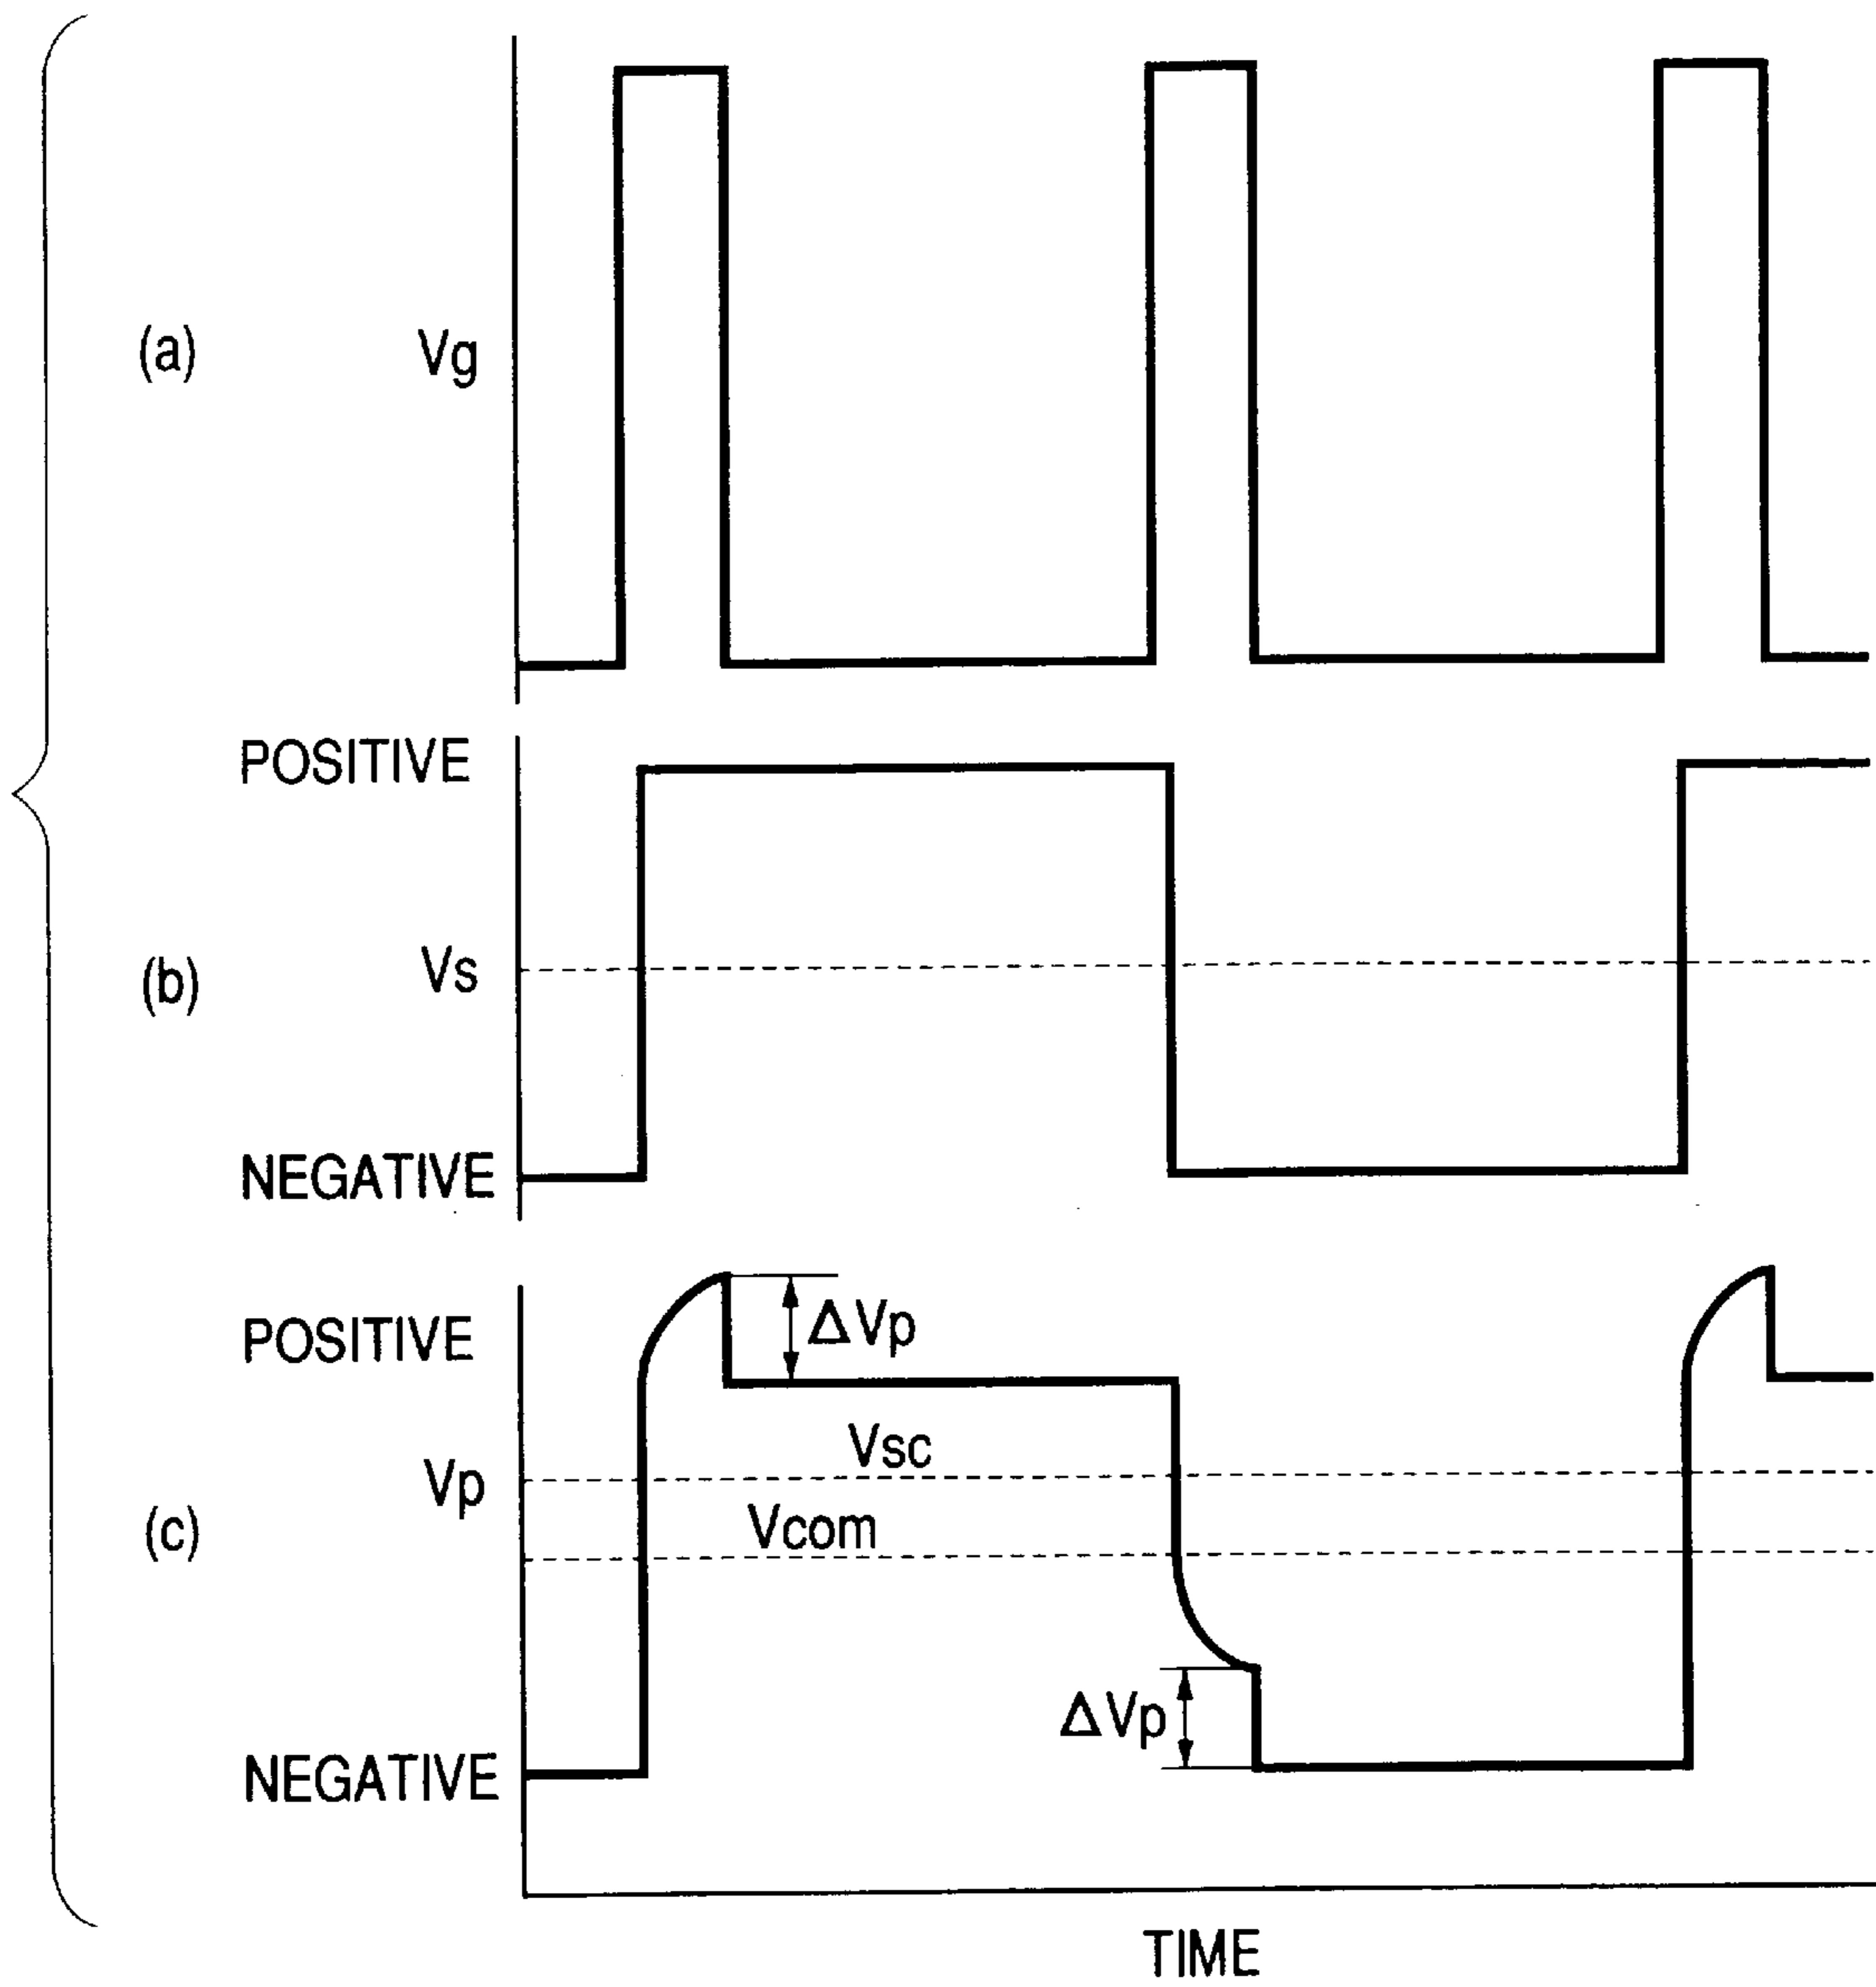 (a)
Vg
POSITIVE
(b)
Vs
NEGATIVE
POSITIVE
ΔVp
Vsc
Vp
Vcom
(c)
ΔVp
NEGATIVE
TIME